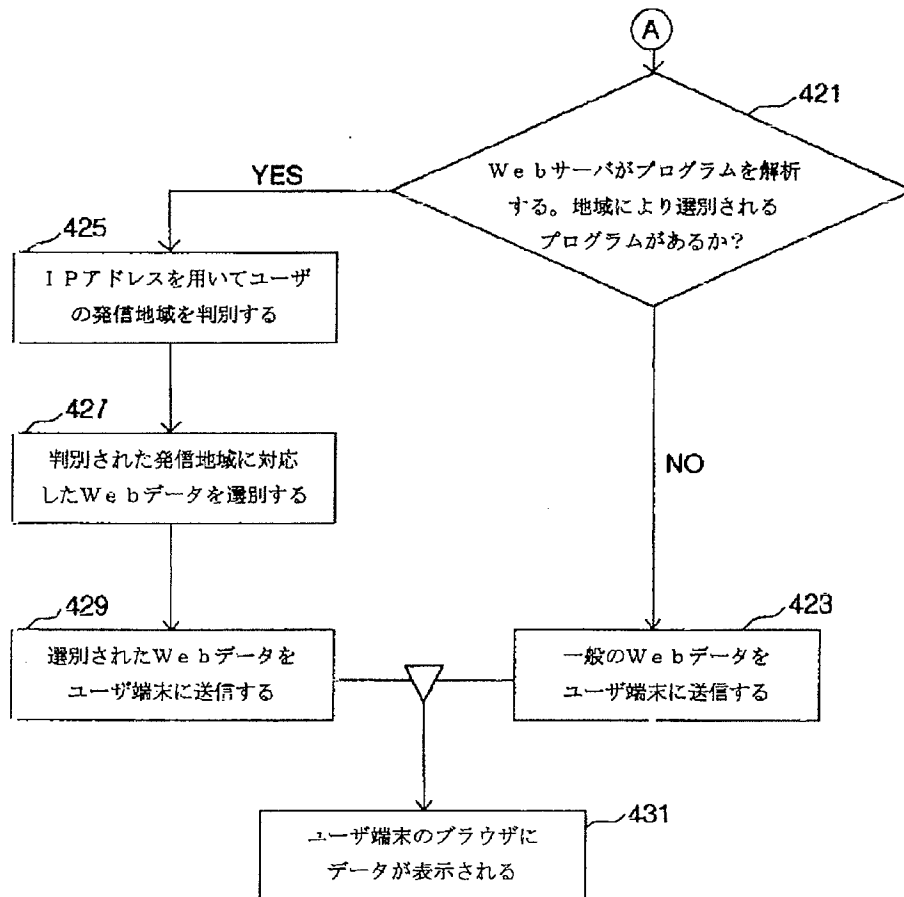 A
421
Ｗｅｂサーバがプログラムを解析
する。地域により選別される
プログラムがあるか？
YES
425
ＩＰアドレスを用いてユーザ
の発信地域を判別する
427
判別された発信地域に対応
したＷｅｂデータを選別する
NO
429
選別されたＷｅｂデータを
ユーザ端末に送信する
423
一般のＷｅｂデータを
ユーザ端末に送信する
431
ユーザ端末のブラウザに
データが表示される